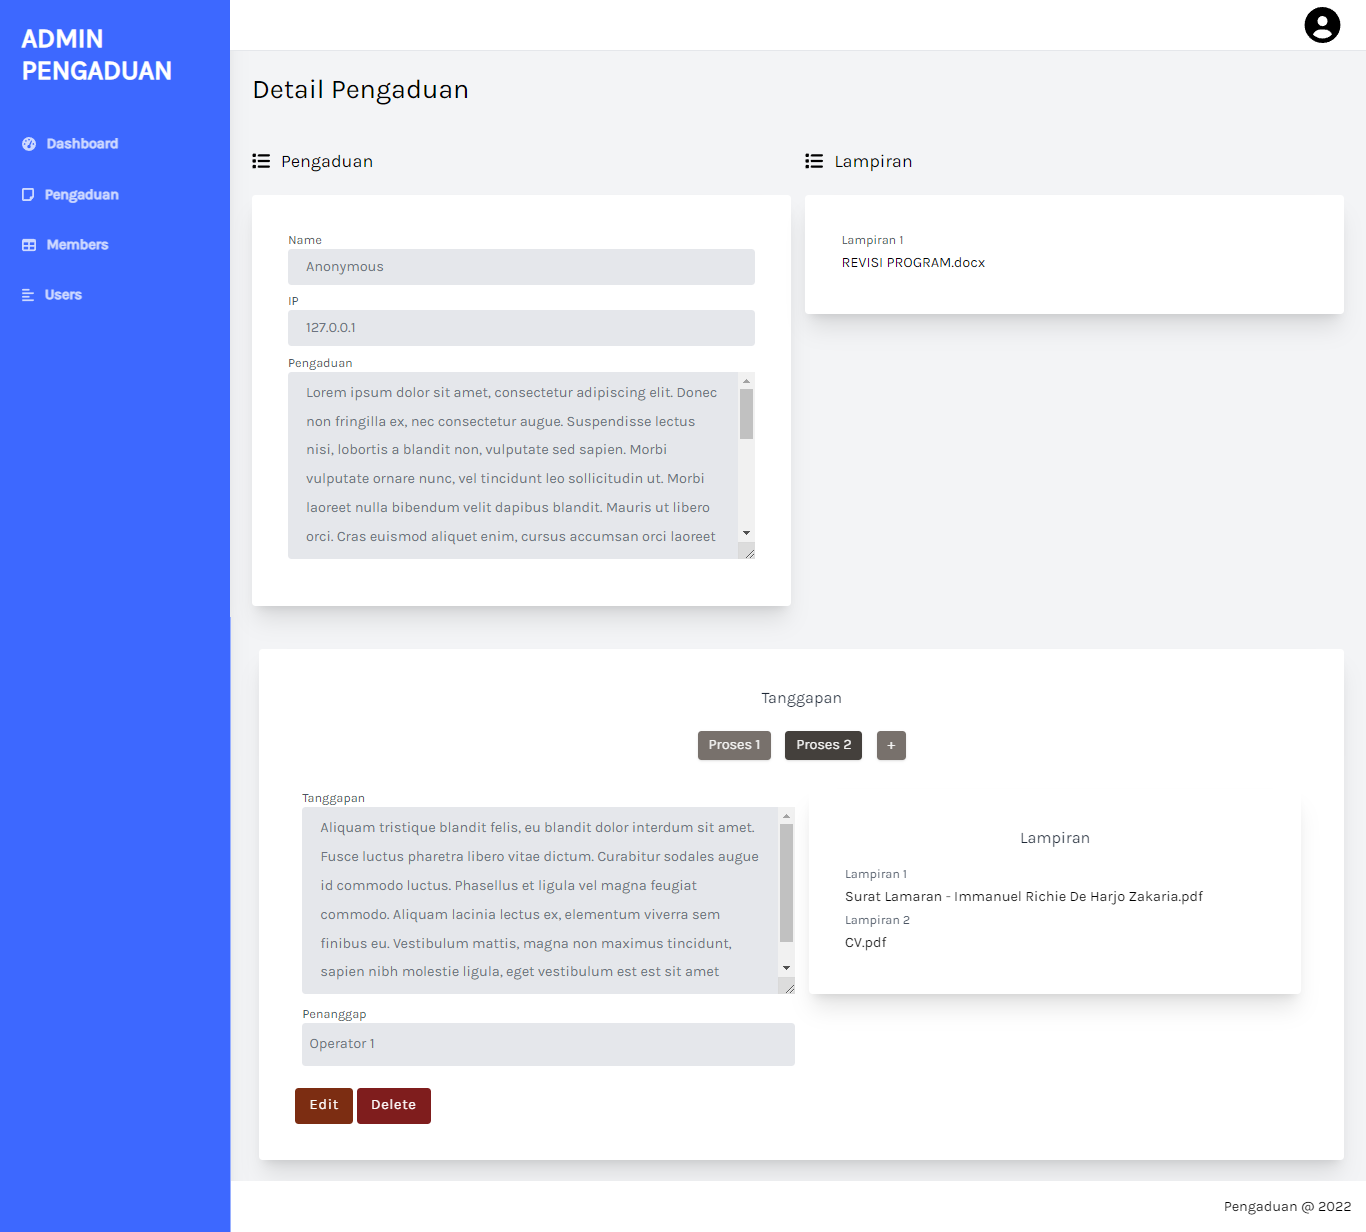 ADMIN
PENGADUAN
Dashboard
Pengaduan
Members
Users
Detail Pengaduan
Pengaduan
Name
Anonymous
IP
127.0.0.1
Pengaduan
Lorem ipsum dolor sit amet, consectetur adipiscing elit. Donec
non fringilla ex, nec consectetur augue. Suspendisse lectus
nisi, lobortis a blandit non, vulputate sed sapien. Morbi
vulputate ornare nunc, vel tincidunt leo sollicitudin ut. Morbi
laoreet nulla bibendum velit dapibus blandit. Mauris ut libero
orci. Cras euismod aliquet enim, cursus accumsan orci laoreet
Lampiran
Lampiran 1
REVISI PROGRAM.docx
Tanggapan
Proses 1
Proses 2
+
Tanggapan
Aliquam tristique blandit felis, eu blandit dolor interdum sit amet.
Fusce luctus pharetra libero vitae dictum. Curabitur sodales augue
id commodo luctus. Phasellus et ligula vel magna feugiat
commodo. Aliquam lacinia lectus ex, elementum viverra sem
finibus eu. Vestibulum mattis, magna non maximus tincidunt,
sapien nibh molestie ligula, eget vestibulum est est sit amet
Penanggap
Operator 1
Lampiran
Lampiran 1
Surat Lamaran - Immanuel Richie De Harjo Zakaria.pdf
Lampiran 2
CV.pdf
Edit
Delete
Pengaduan @ 2022